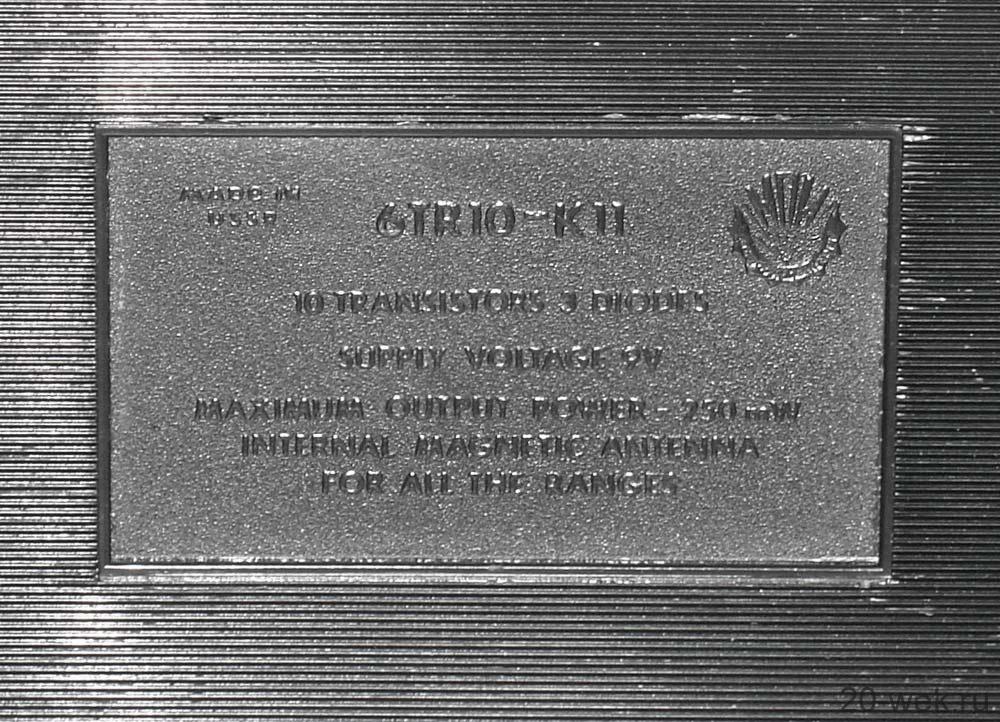 MADE IN
USSR
6TR10-K11
10 TRANSISTORS 3 DIODES
SUPPLY VOLTAGE 9V
MAXIMUM OUTPUT POWER - 250 mW
INTERNAL MAGNETIC ANTENNA
FOR ALL THE RANGES
20-wek.ru